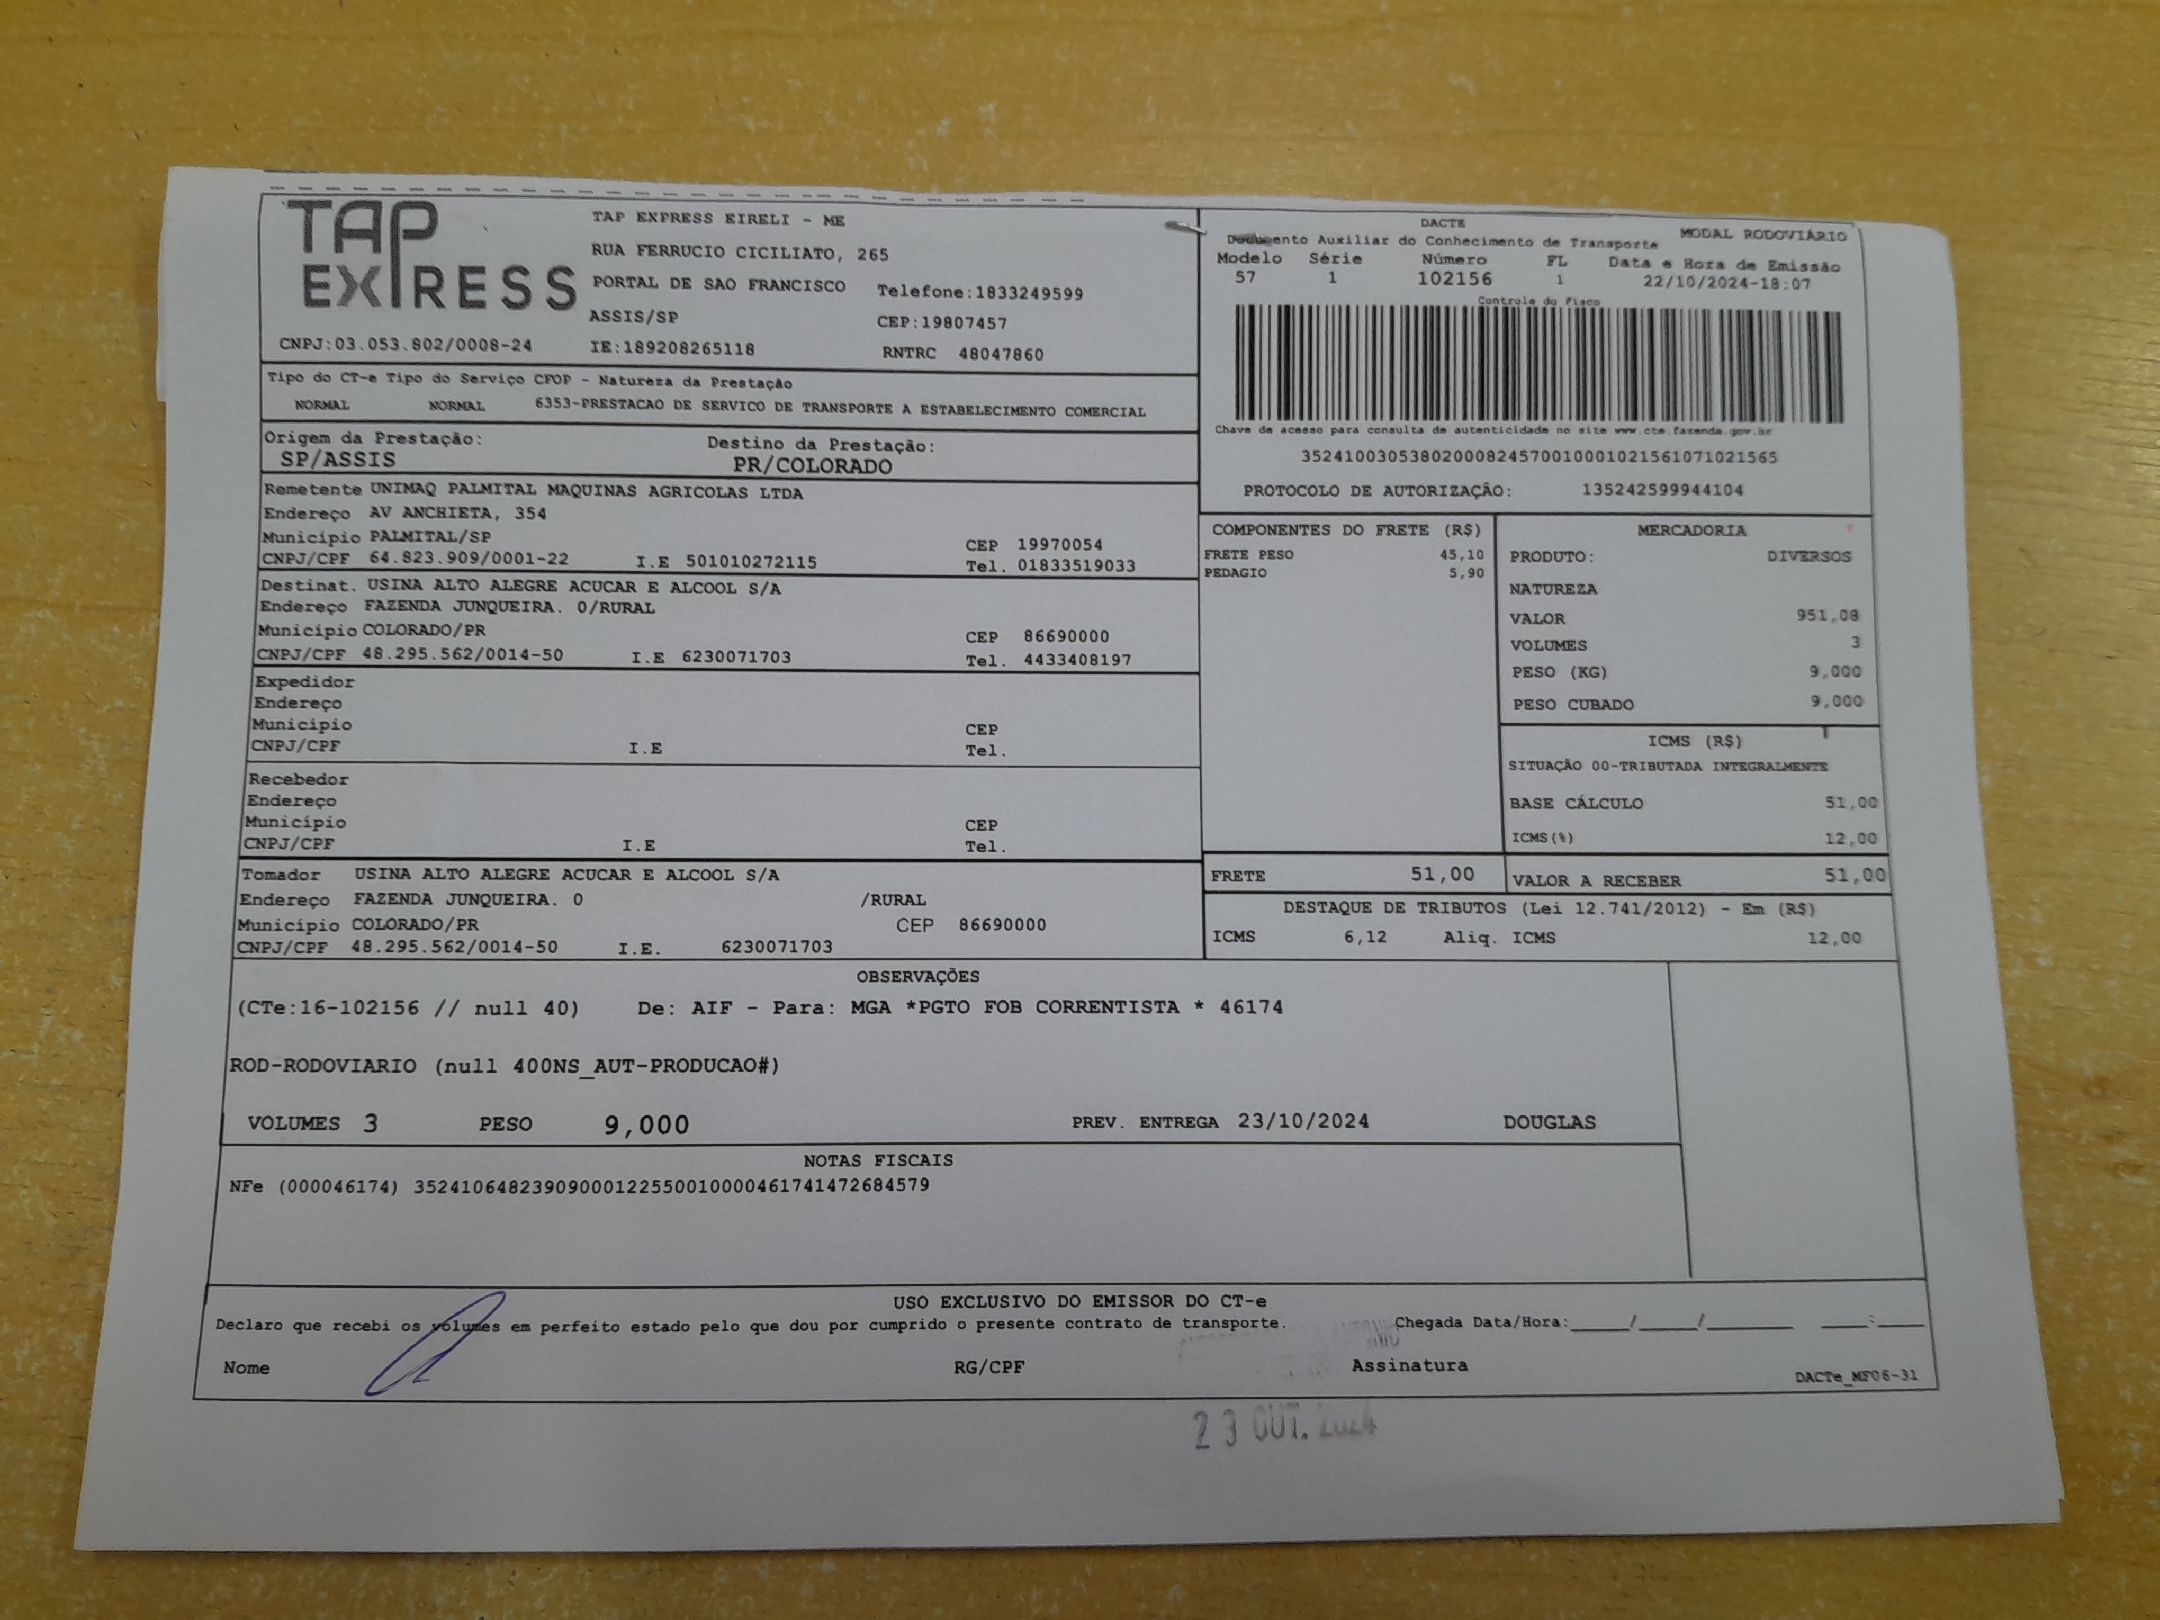 TAP
EXPRESS
TAP EXPRESS EIRELI - ME
RUA FERRUCIO CICILIATO, 265
PORTAL DE SAO FRANCISCO Telefone:1833249599
ASSIS/SP CEP:19807457
CNPJ:03.053.802/0008-24 IE:189208265118 RNTRC 48047860
DACTE
Documento Auxiliar do Conhecimento de Transporte MODAL RODOVIÁRIO
Modelo Série Número FL Data e Hora de Emissão
57 1 102156 1 22/10/2024-18:07
Controle do Fisco
Chave de acesso para consulta de autenticidade no site www.cte.fazenda.gov.br
35241003053802000824570010001021561071021565
PROTOCOLO DE AUTORIZAÇÃO: 135242599944104
Tipo do CT-e Tipo do Serviço CFOP - Natureza da Prestação
NORMAL NORMAL 6353-PRESTACAO DE SERVICO DE TRANSPORTE A ESTABELECIMENTO COMERCIAL
Origem da Prestação: Destino da Prestação:
SP/ASSIS PR/COLORADO
Remetente UNIMAQ PALMITAL MAQUINAS AGRICOLAS LTDA
Endereço AV ANCHIETA, 354
Município PALMITAL/SP CEP 19970054
CNPJ/CPF 64.823.909/0001-22 I.E 501010272115 Tel. 01833519033
Destinat. USINA ALTO ALEGRE ACUCAR E ALCOOL S/A
Endereço FAZENDA JUNQUEIRA. 0/RURAL
Município COLORADO/PR CEP 86690000
CNPJ/CPF 48.295.562/0014-50 I.E 6230071703 Tel. 4433408197
Expedidor
Endereço
Município CEP
CNPJ/CPF I.E Tel.
Recebedor
Endereço
Município CEP
CNPJ/CPF I.E Tel.
Tomador USINA ALTO ALEGRE ACUCAR E ALCOOL S/A
Endereço FAZENDA JUNQUEIRA. 0 /RURAL
Município COLORADO/PR CEP 86690000
CNPJ/CPF 48.295.562/0014-50 I.E. 6230071703
COMPONENTES DO FRETE (R$)
FRETE PESO 45,10
PEDAGIO 5,90
MERCADORIA
PRODUTO: DIVERSOS
NATUREZA
VALOR 951,08
VOLUMES 3
PESO (KG) 9,000
PESO CUBADO 9,000
ICMS (R$)
SITUAÇÃO 00-TRIBUTADA INTEGRALMENTE
BASE CÁLCULO 51,00
ICMS(%) 12,00
FRETE 51,00 VALOR A RECEBER 51,00
DESTAQUE DE TRIBUTOS (Lei 12.741/2012) - Em (R$)
ICMS 6,12 Aliq. ICMS 12,00
OBSERVAÇÕES
(CTe:16-102156 // null 40) De: AIF - Para: MGA *PGTO FOB CORRENTISTA * 46174
ROD-RODOVIARIO (null 400NS_AUT-PRODUCAO#)
VOLUMES 3 PESO 9,000 PREV. ENTREGA 23/10/2024 DOUGLAS
NOTAS FISCAIS
NFe (000046174) 35241064823909000122550010000461741472684579
USO EXCLUSIVO DO EMISSOR DO CT-e
Declaro que recebi os volumes em perfeito estado pelo que dou por cumprido o presente contrato de transporte. Chegada Data/Hora:____/____/______ ___:____
Nome RG/CPF Assinatura
DACTe_MF06-31
23 OUT. 2024